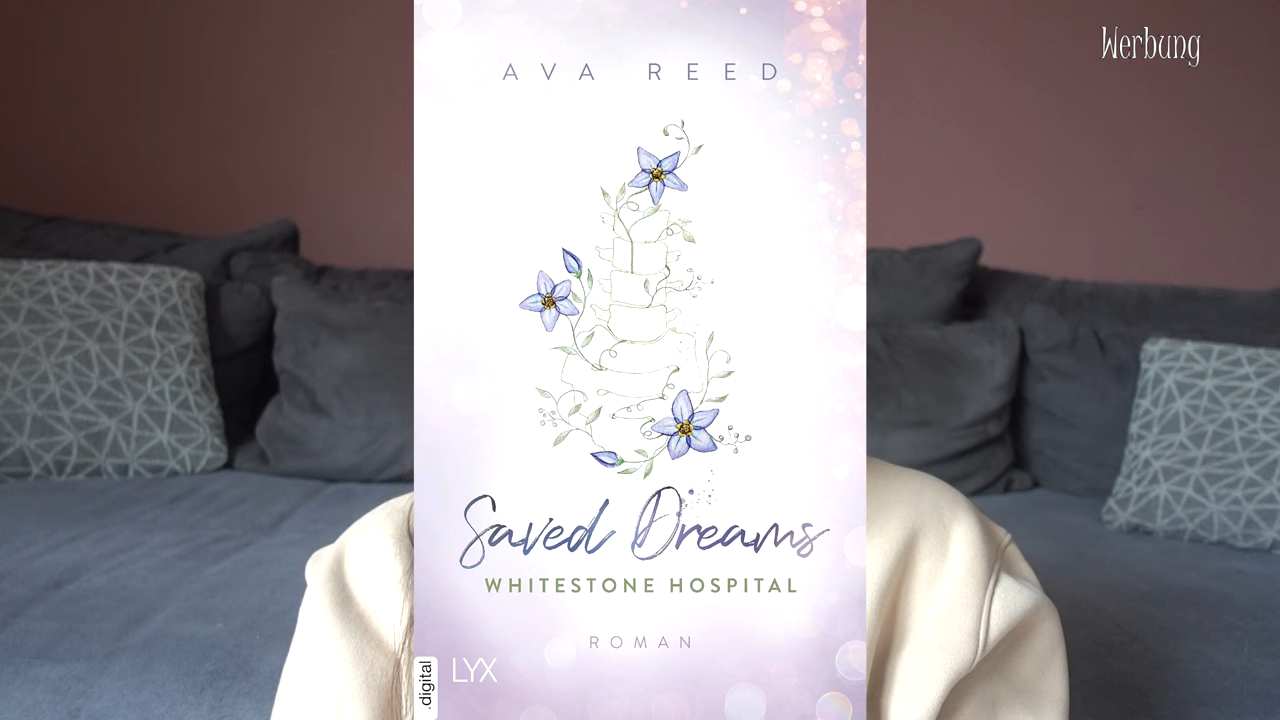 Werbung
AVA REED
Saved Dreams
WHITESTONE HOSPITAL
ROMAN
.digital
LYX